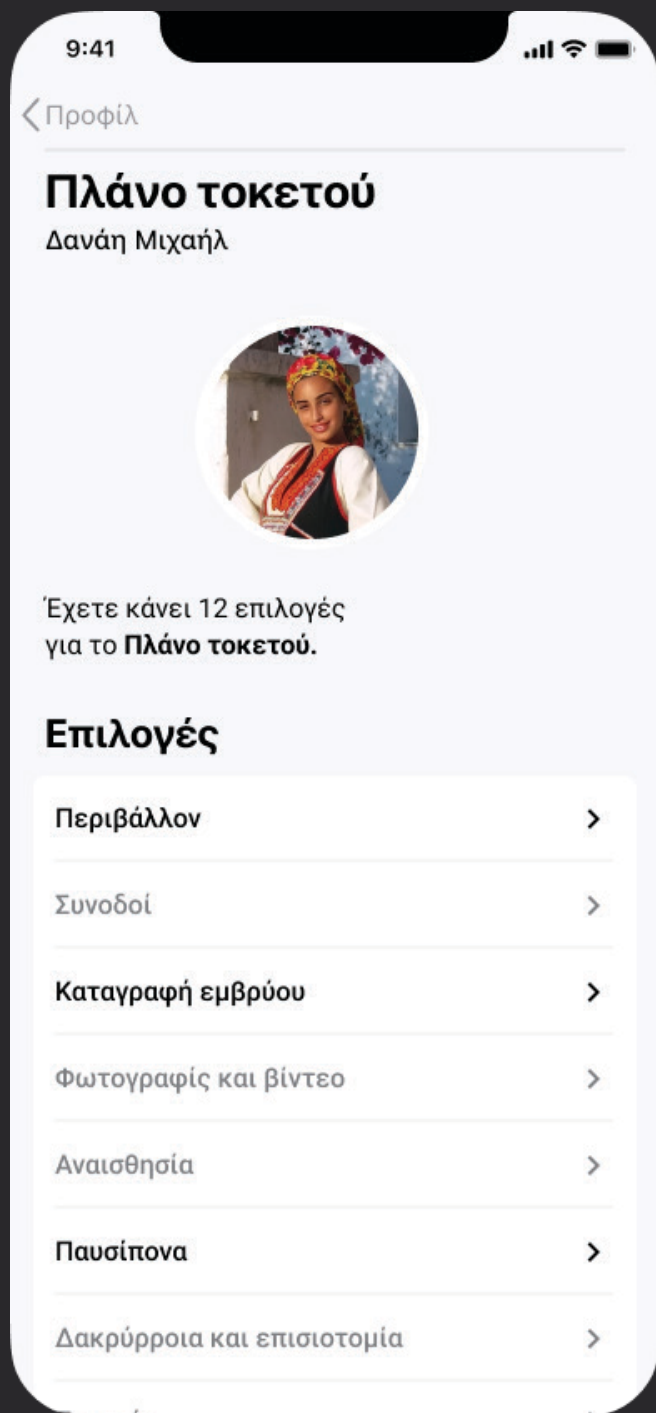 9:41
Προφίλ
Πλάνο τοκετού
Δανάη Μιχαήλ
Έχετε κάνει 12 επιλογές
για το Πλάνο τοκετού.
Επιλογές
Περιβάλλον
Συνοδοί
Καταγραφή εμβρύου
Φωτογραφίς και βίντεο
Αναισθησία
Παυσίπονα
Δακρύρροια και επισιοτομία